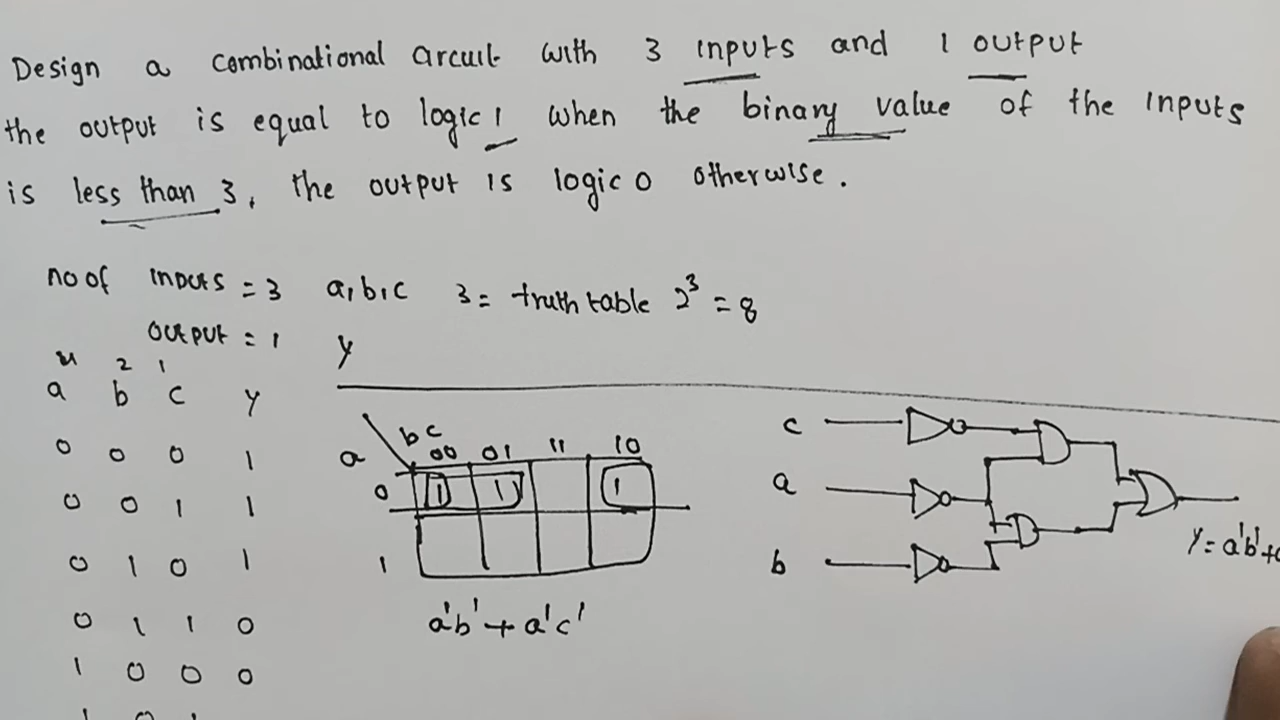 Design a combinational circuit with 3 inputs and 1 output
the output is equal to logic 1 when the binary value of the inputs
is less than 3, the output is logic 0 otherwise.
no of inputs = 3 a, b, c 3 = truth table 2³ = 8
output = 1 y
4 2 1
a b c y
0 0 0 1
0 0 1 1
0 1 0 1
0 1 1 0
1 0 0 0
1 0 1
bc
a 00 01 11 10
0 1 1 1
1
a'b' + a'c'
c
a
b
y = a'b' +